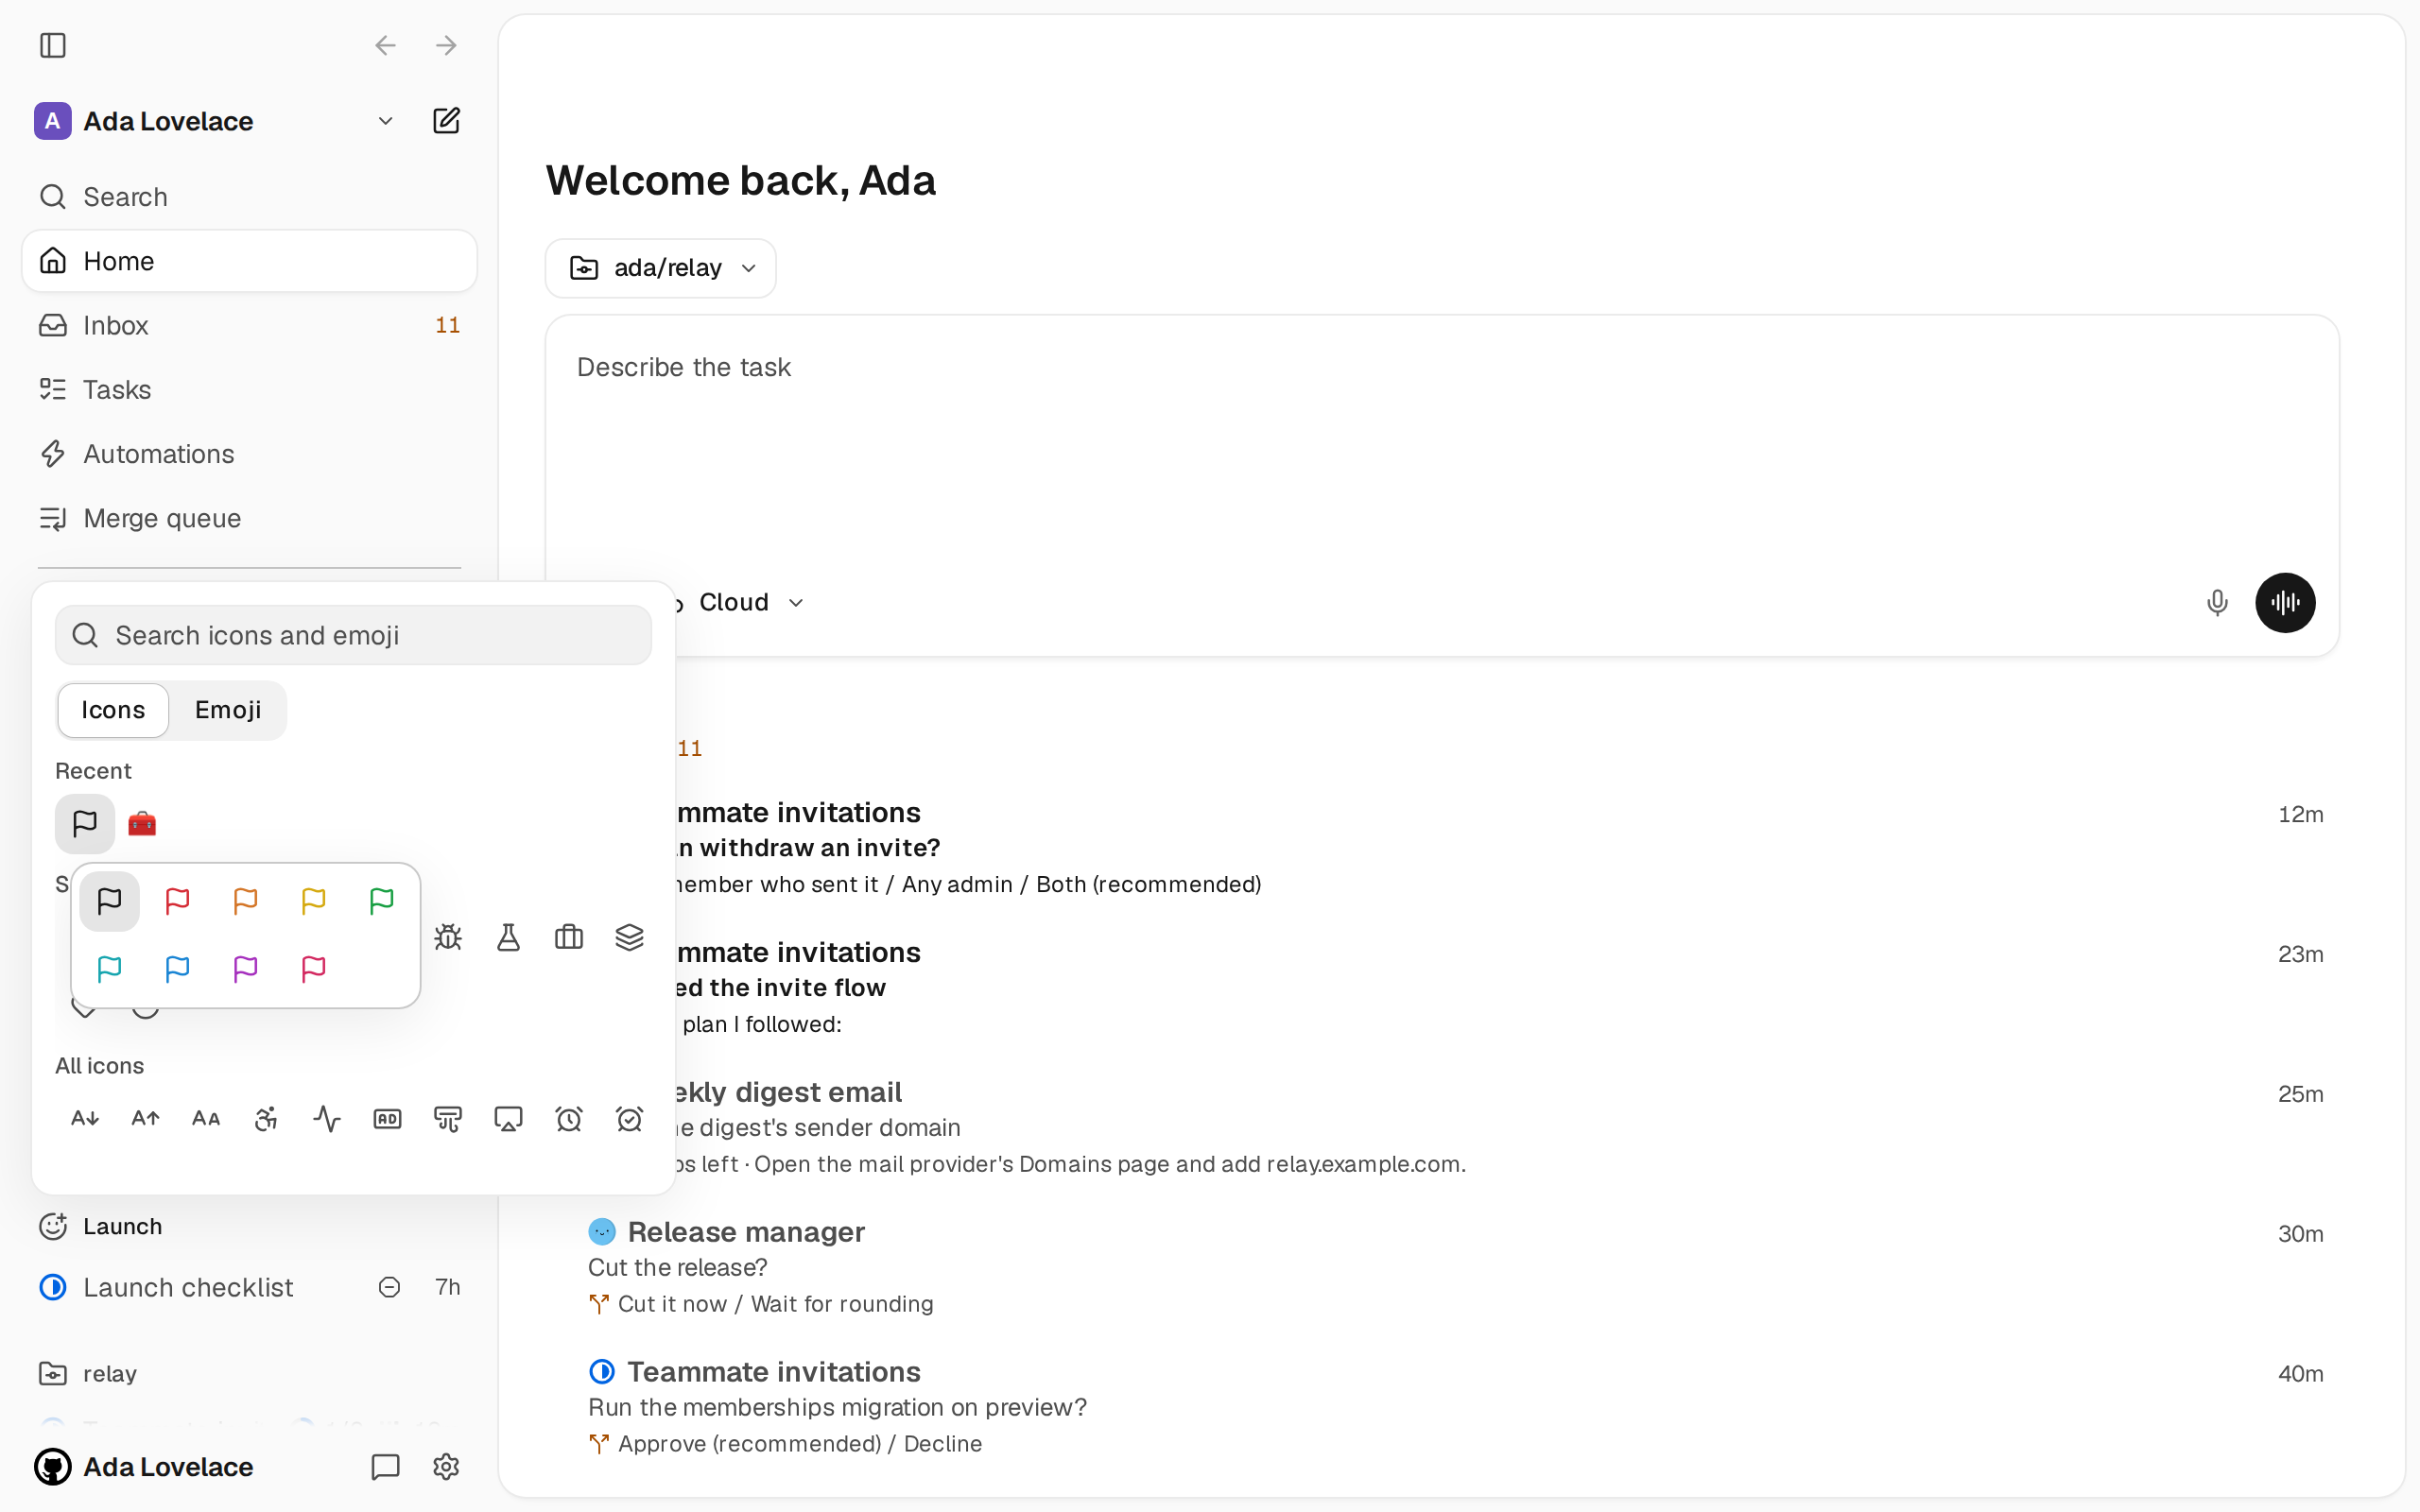 A Ada Lovelace
Search
Home
Inbox 11
Tasks
Automations
Merge queue
Search icons and emoji
Icons Emoji
Recent
All icons
Launch
Launch checklist 7h
relay
Ada Lovelace
Welcome back, Ada
ada/relay
Describe the task
Cloud
11
invitations 12m
withdraw an invite?
who sent it / Any admin / Both (recommended)
invitations 23m
the invite flow
plan I followed:
digest email 25m
digest's sender domain
left · Open the mail provider's Domains page and add relay.example.com.
Release manager 30m
Cut the release?
Cut it now / Wait for rounding
Teammate invitations 40m
Run the memberships migration on preview?
Approve (recommended) / Decline